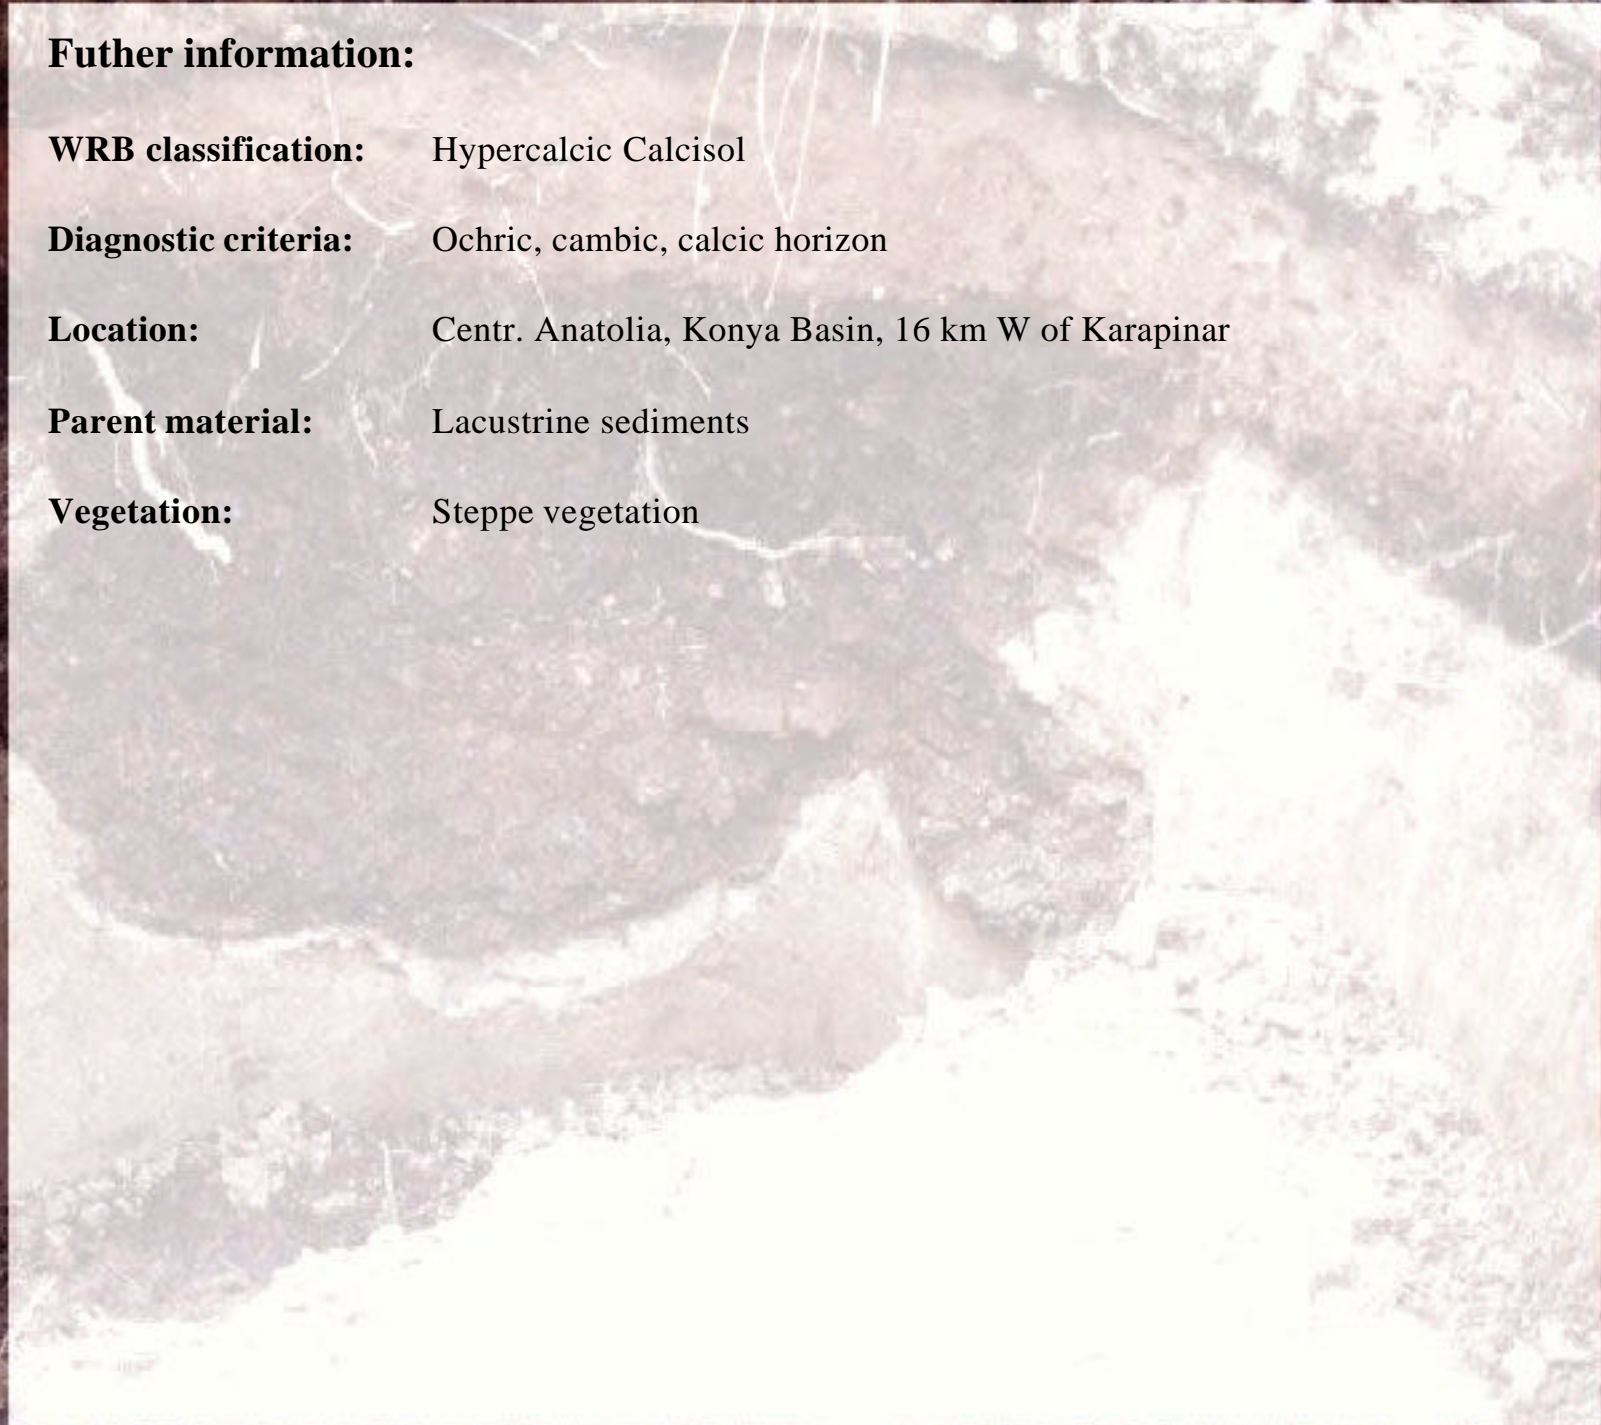 Futher information:
WRB classification: Hypercalcic Calcisol
Diagnostic criteria: Ochric, cambic, calcic horizon
Location: Centr. Anatolia, Konya Basin, 16 km W of Karapinar
Parent material: Lacustrine sediments
Vegetation: Steppe vegetation